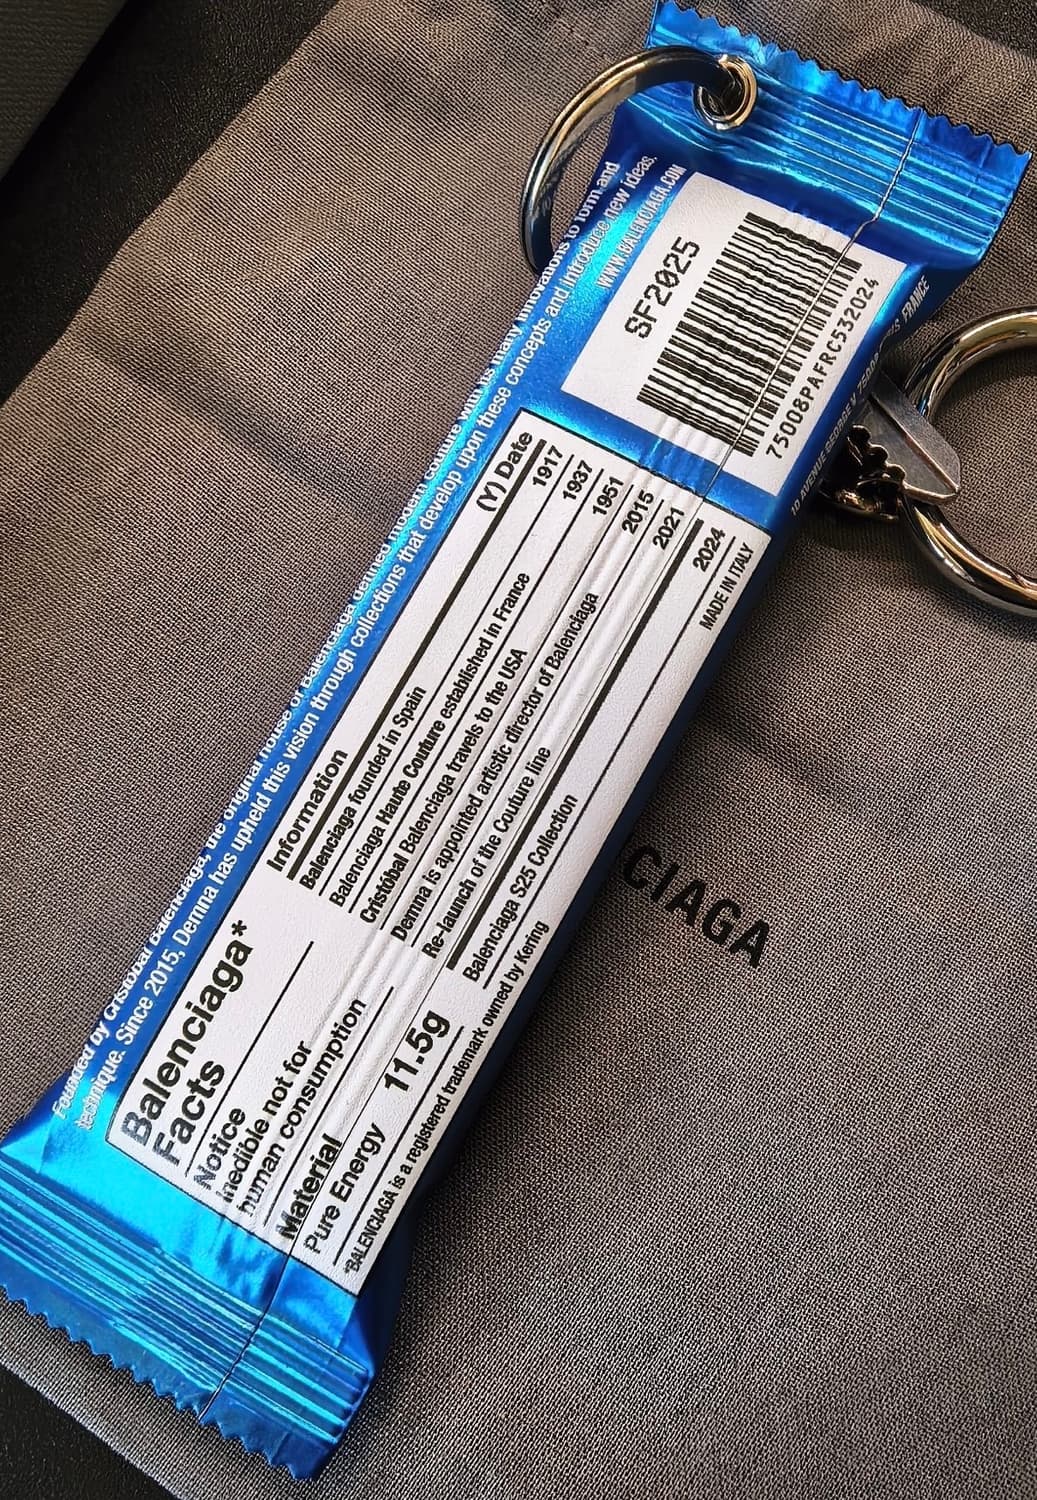 Founded by Cristóbal Balenciaga, the original house of Balenciaga defined modern couture with its many innovations to form and
technique. Since 2015, Demna has upheld this vision through collections that develop upon these concepts and introduce new ideas.
WWW.BALENCIAGA.COM
SF2025
75008PAFRC532024
10 AVENUE GEORGE V 75008 FRANCE
Balenciaga*
Facts
Notice
Inedible not for
human consumption
Material
Pure Energy 11.5g
Information (Y) Date
Balenciaga founded in Spain 1917
Balenciaga Haute Couture established in France 1937
Cristóbal Balenciaga travels to the USA 1951
Demna is appointed artistic director of Balenciaga 2015
Re-launch of the Couture line 2021
Balenciaga S25 Collection 2024
*BALENCIAGA is a registered trademark owned by Kering
MADE IN ITALY
CIAGA